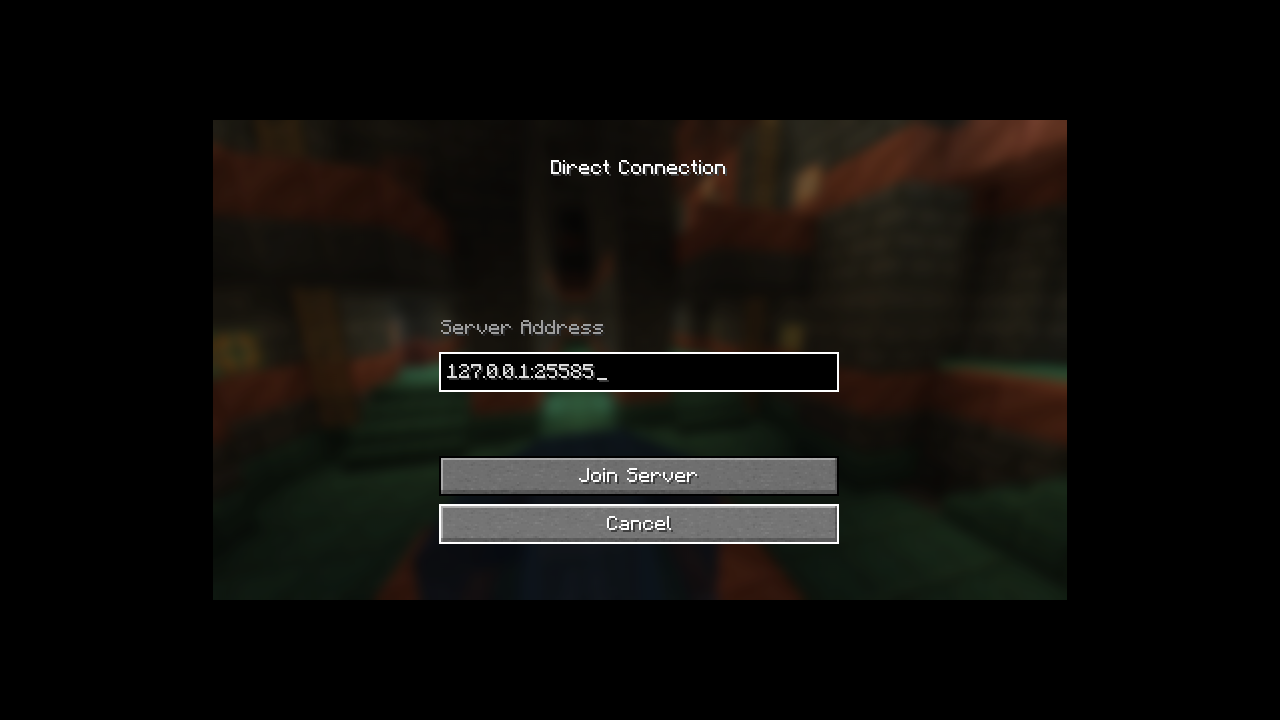 Direct Connection
Server Address
127.0.0.1:25585_
Join Server
Cancel